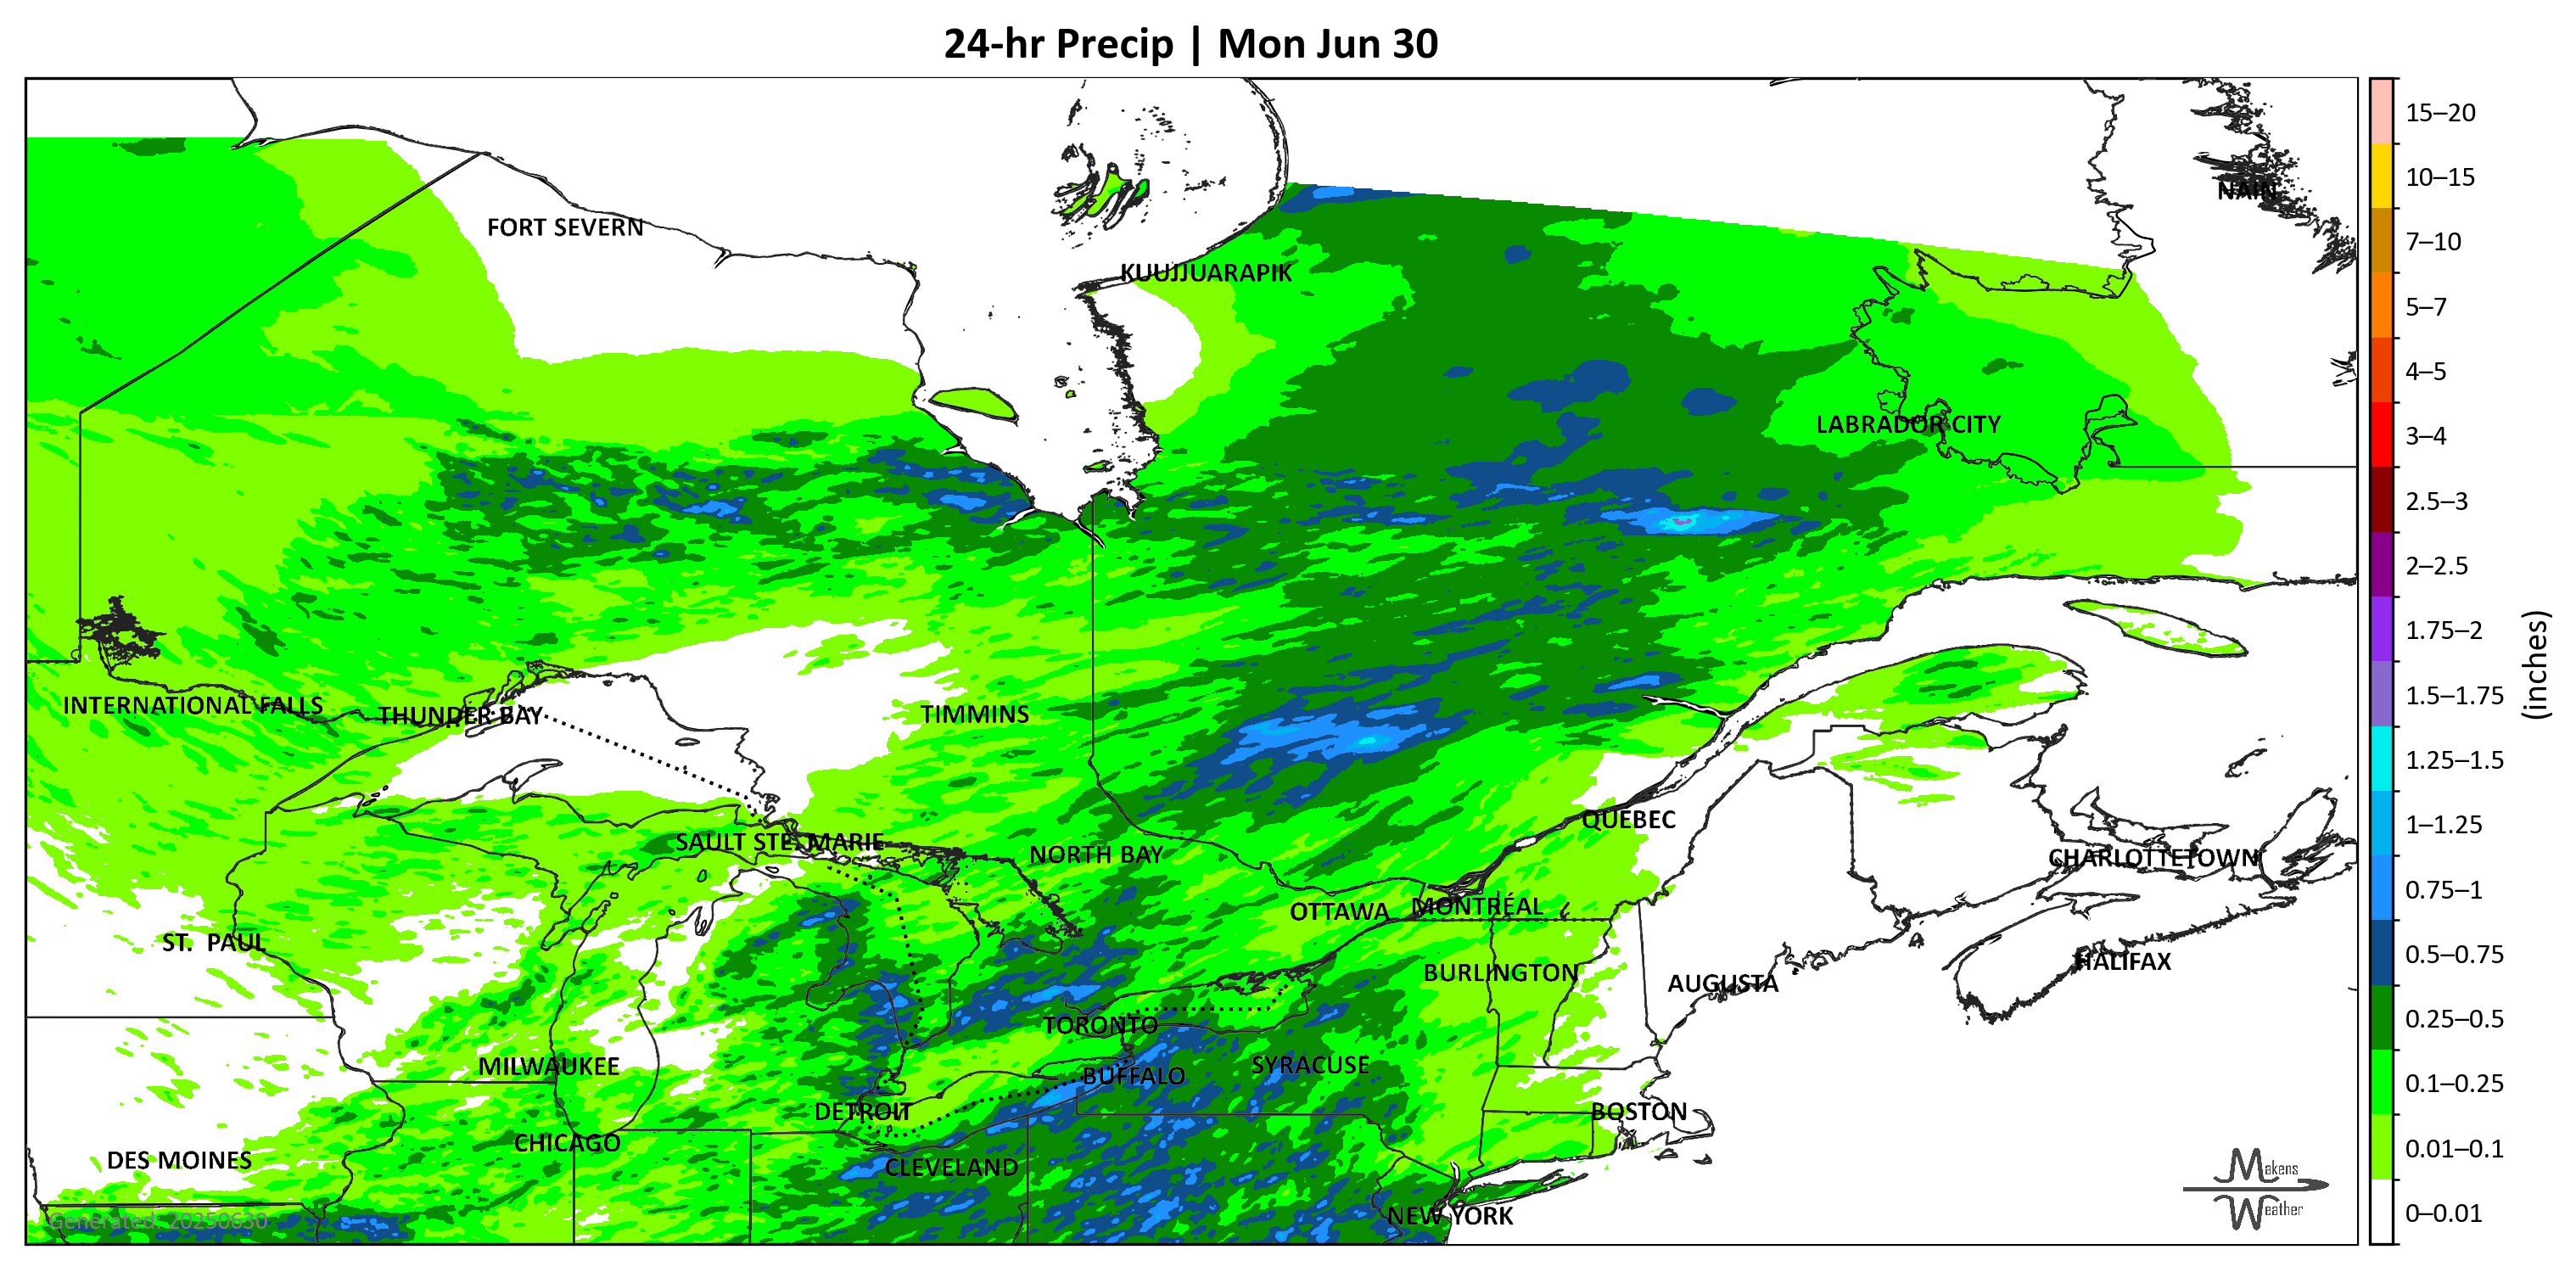 24-hr Precip | Mon Jun 30
NAIN
FORT SEVERN
KUUJJUARAPIK
LABRADOR CITY
INTERNATIONAL FALLS
THUNDER BAY
TIMMINS
QUEBEC
SAULT STE. MARIE
NORTH BAY
CHARLOTTETOWN
OTTAWA
MONTRÉAL
ST. PAUL
HALIFAX
BURLINGTON
AUGUSTA
TORONTO
MILWAUKEE
SYRACUSE
BUFFALO
DETROIT
BOSTON
CHICAGO
DES MOINES
CLEVELAND
NEW YORK
Generated: 20250630
Makens
Weather
15–20
10–15
7–10
5–7
4–5
3–4
2.5–3
2–2.5
1.75–2
1.5–1.75
1.25–1.5
1–1.25
0.75–1
0.5–0.75
0.25–0.5
0.1–0.25
0.01–0.1
0–0.01
(inches)